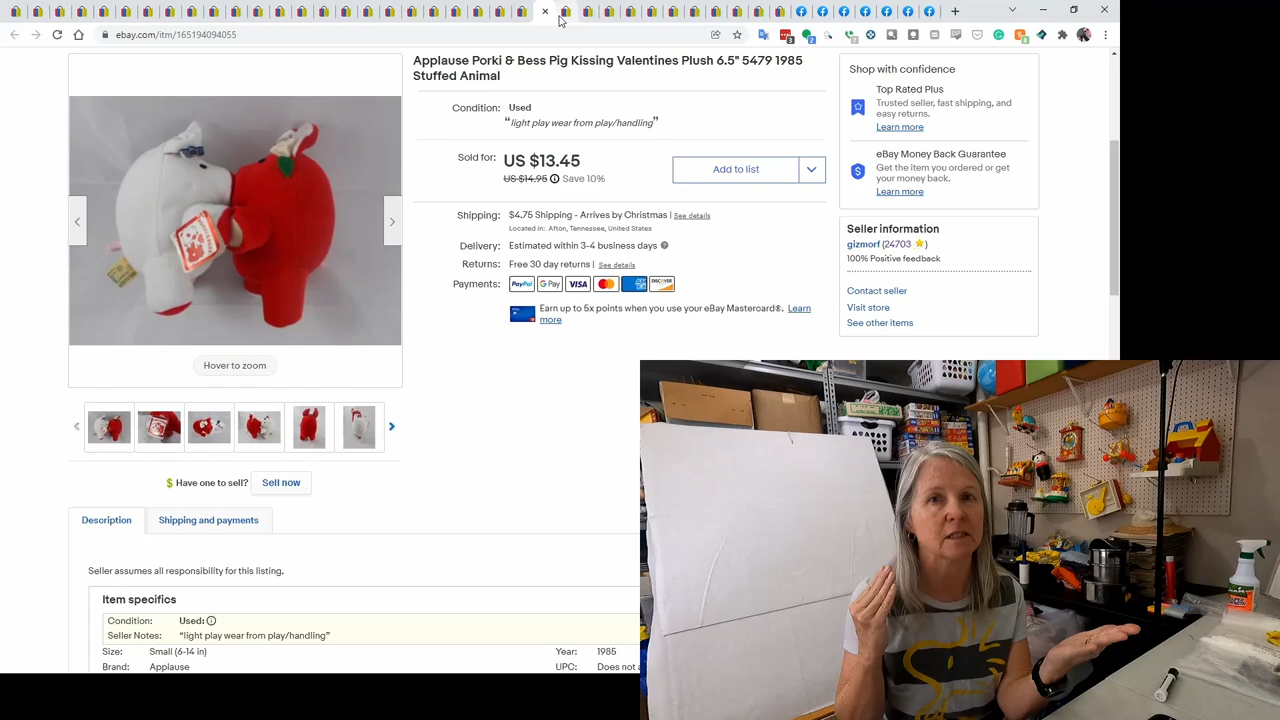 ebay.com/itm/165194094055
Applause Porki & Bess Pig Kissing Valentines Plush 6.5" 5479 1985
Stuffed Animal
Condition: Used
“light play wear from play/handling”
Sold for: US $13.45
US $14.95 Save 10%
Add to list
Shipping: $4.75 Shipping - Arrives by Christmas | See details
Located in: Afton, Tennessee, United States
Delivery: Estimated within 3-4 business days
Returns: Free 30 day returns | See details
Payments: PayPal G Pay VISA DISCOVER
Earn up to 5x points when you use your eBay Mastercard®. Learn
more
Shop with confidence
Top Rated Plus
Trusted seller, fast shipping, and
easy returns.
Learn more
eBay Money Back Guarantee
Get the item you ordered or get
your money back.
Learn more
Seller information
gizmorf (24703)
100% Positive feedback
Contact seller
Visit store
See other items
Hover to zoom
$ Have one to sell? Sell now
Description
Shipping and payments
Seller assumes all responsibility for this listing.
Item specifics
Condition: Used:
Seller Notes: “light play wear from play/handling”
Size: Small (6-14 in)
Year: 1985
Brand: Applause
UPC: Does not a